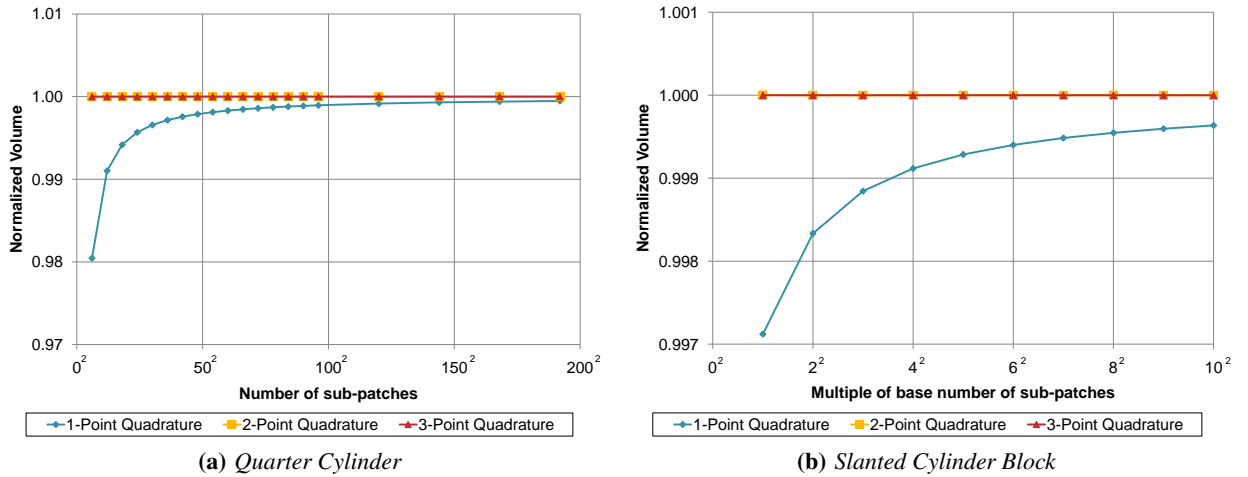 1.01
1.00
0.99
0.98
0.97
Normalized Volume
0² 50² 100² 150² 200²
Number of sub-patches
1-Point Quadrature 2-Point Quadrature 3-Point Quadrature
(a) Quarter Cylinder
1.001
1.000
0.999
0.998
0.997
Normalized Volume
0² 2² 4² 6² 8² 10²
Multiple of base number of sub-patches
1-Point Quadrature 2-Point Quadrature 3-Point Quadrature
(b) Slanted Cylinder Block